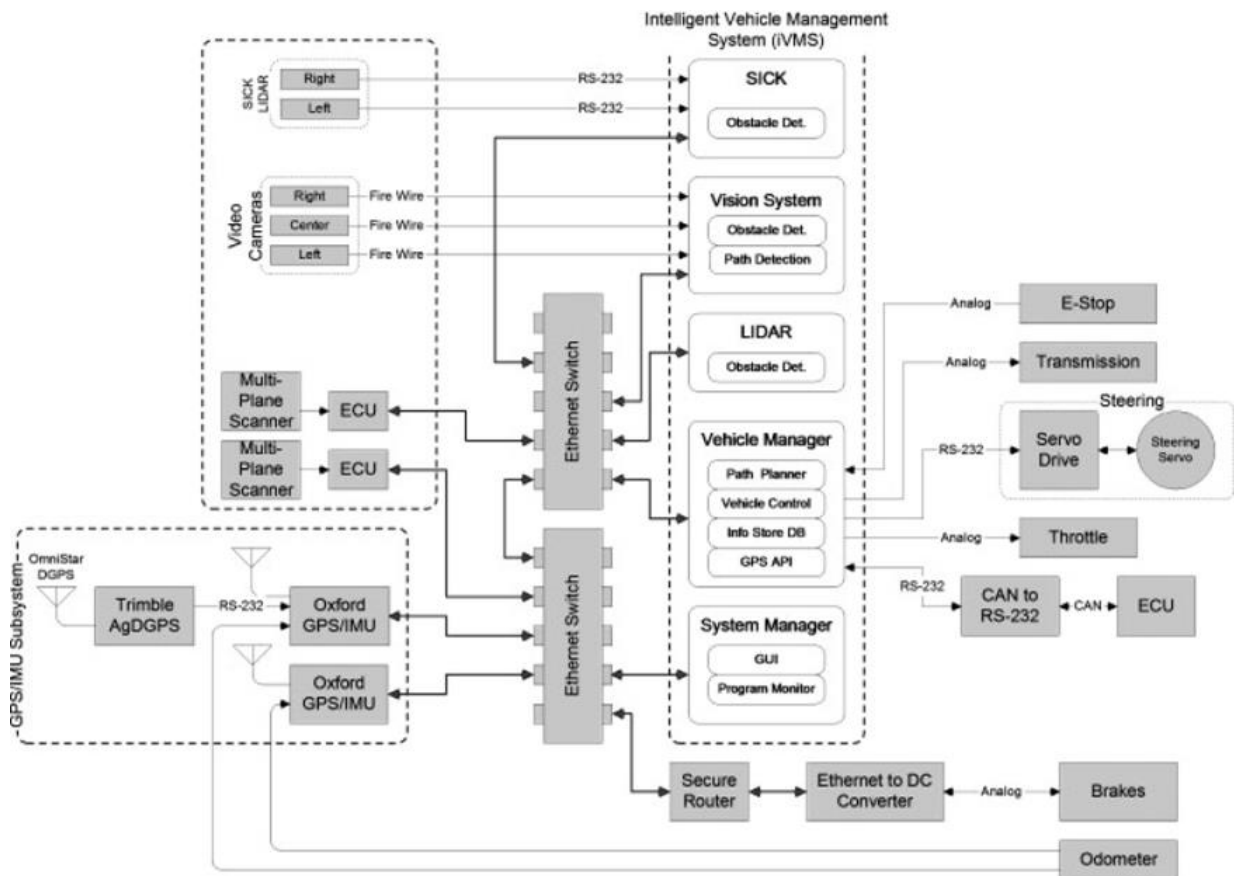 Intelligent Vehicle Management
System (iVMS)
SICK
LIDAR
Right
Left
RS-232
RS-232
SICK
Obstacle Det.
Video
Cameras
Right
Center
Left
Fire Wire
Fire Wire
Fire Wire
Vision System
Obstacle Det.
Path Detection
Ethernet Switch
LIDAR
Obstacle Det.
Analog
E-Stop
Analog
Transmission
Multi-
Plane
Scanner
ECU
Multi-
Plane
Scanner
ECU
Vehicle Manager
Path Planner
Vehicle Control
Info Store DB
GPS API
RS-232
Steering
Servo
Drive
Steering
Servo
Analog
Throttle
RS-232
CAN to
RS-232
CAN
ECU
GPS/IMU Subsystem
OmniStar
DGPS
Trimble
AgDGPS
RS-232
Oxford
GPS/IMU
Oxford
GPS/IMU
Ethernet Switch
System Manager
GUI
Program Monitor
Secure
Router
Ethernet to DC
Converter
Analog
Brakes
Odometer